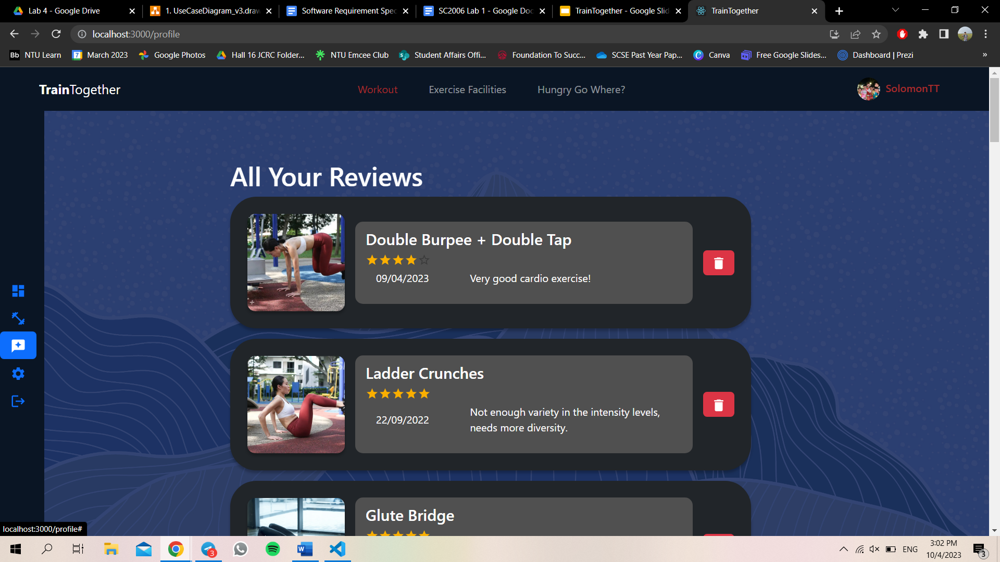 Lab 4 - Google Drive
1. UseCaseDiagram_v3.draw
Software Requirement Spec
SC2006 Lab 1 - Google Doc
TrainTogether - Google Slid
TrainTogether
localhost:3000/profile
Bb NTU Learn
7 March 2023
Google Photos
Hall 16 JCRC Folder...
NTU Emcee Club
Student Affairs Offi...
Foundation To Succ...
SCSE Past Year Pap...
Canva
Free Google Slides...
Dashboard | Prezi
»
TrainTogether
Workout
Exercise Facilities
Hungry Go Where?
SolomonTT
All Your Reviews
Double Burpee + Double Tap
09/04/2023
Very good cardio exercise!
Ladder Crunches
22/09/2022
Not enough variety in the intensity levels,
needs more diversity.
Glute Bridge
localhost:3000/profile#
3
ENG
3:02 PM
10/4/2023
3